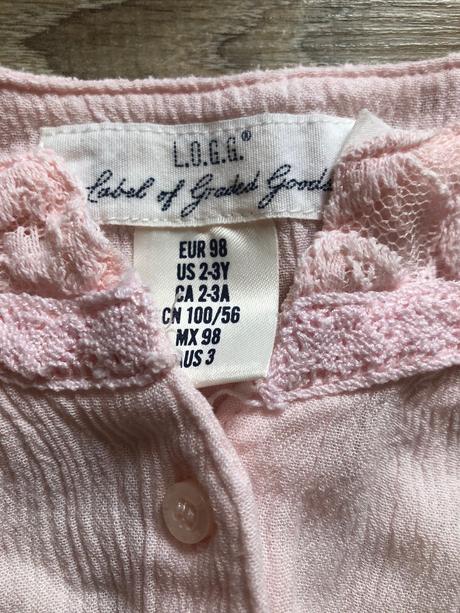 L.O.G.G.®
Label of Graded Goods
EUR 98
US 2-3Y
CA 2-3A
CN 100/56
MX 98
AUS 3